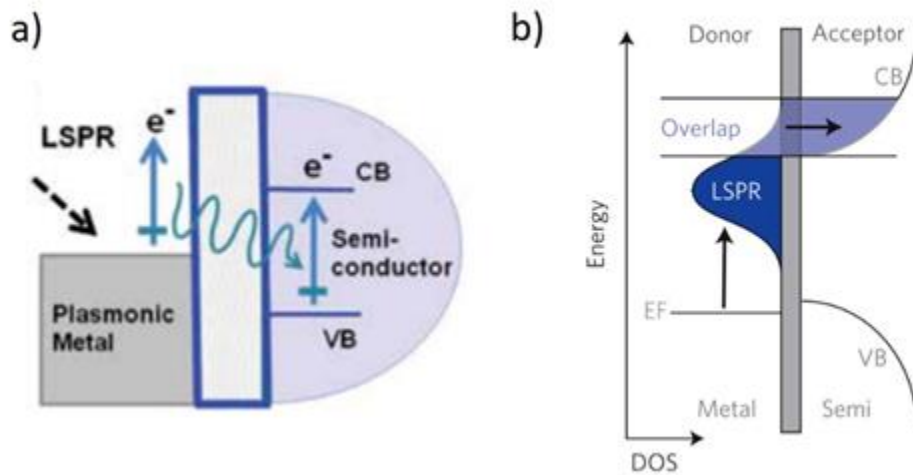 a)
LSPR
e-
e-
CB
Semi-
conductor
Plasmonic
Metal
VB
b)
Donor
Acceptor
CB
Overlap
LSPR
Energy
EF
VB
Metal
Semi
DOS